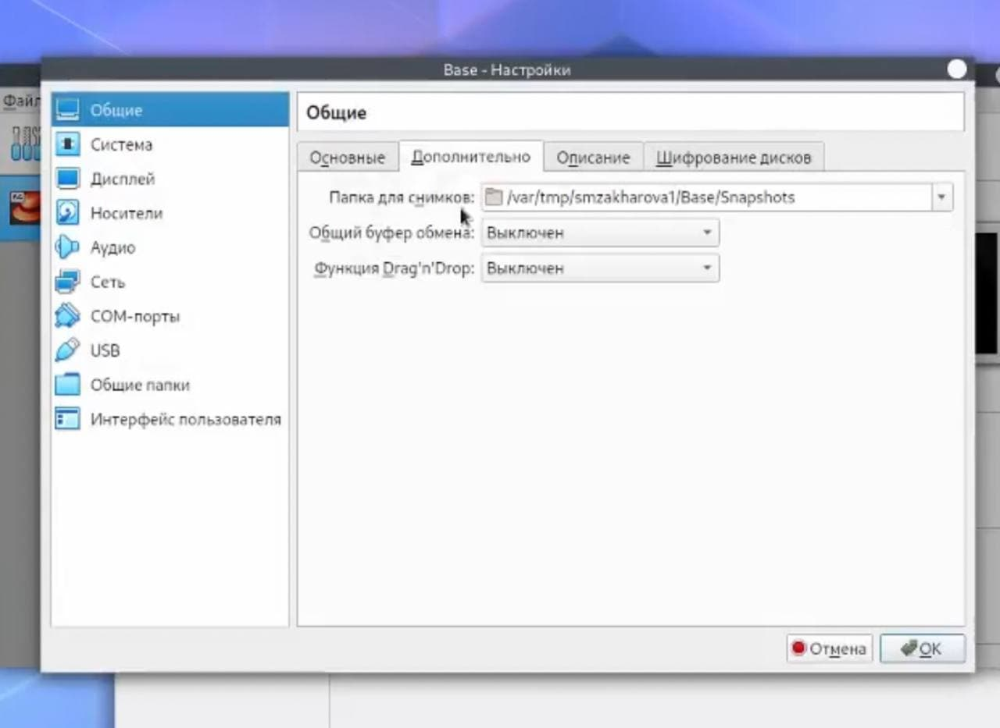 Base - Настройки
Файл
Общие
Система
Дисплей
Носители
Аудио
Сеть
COM-порты
USB
Общие папки
Интерфейс пользователя
Общие
Основные Дополнительно Описание Шифрование дисков
Папка для снимков: /var/tmp/smzakharova1/Base/Snapshots
Общий буфер обмена: Выключен
Функция Drag'n'Drop: Выключен
Отмена OK